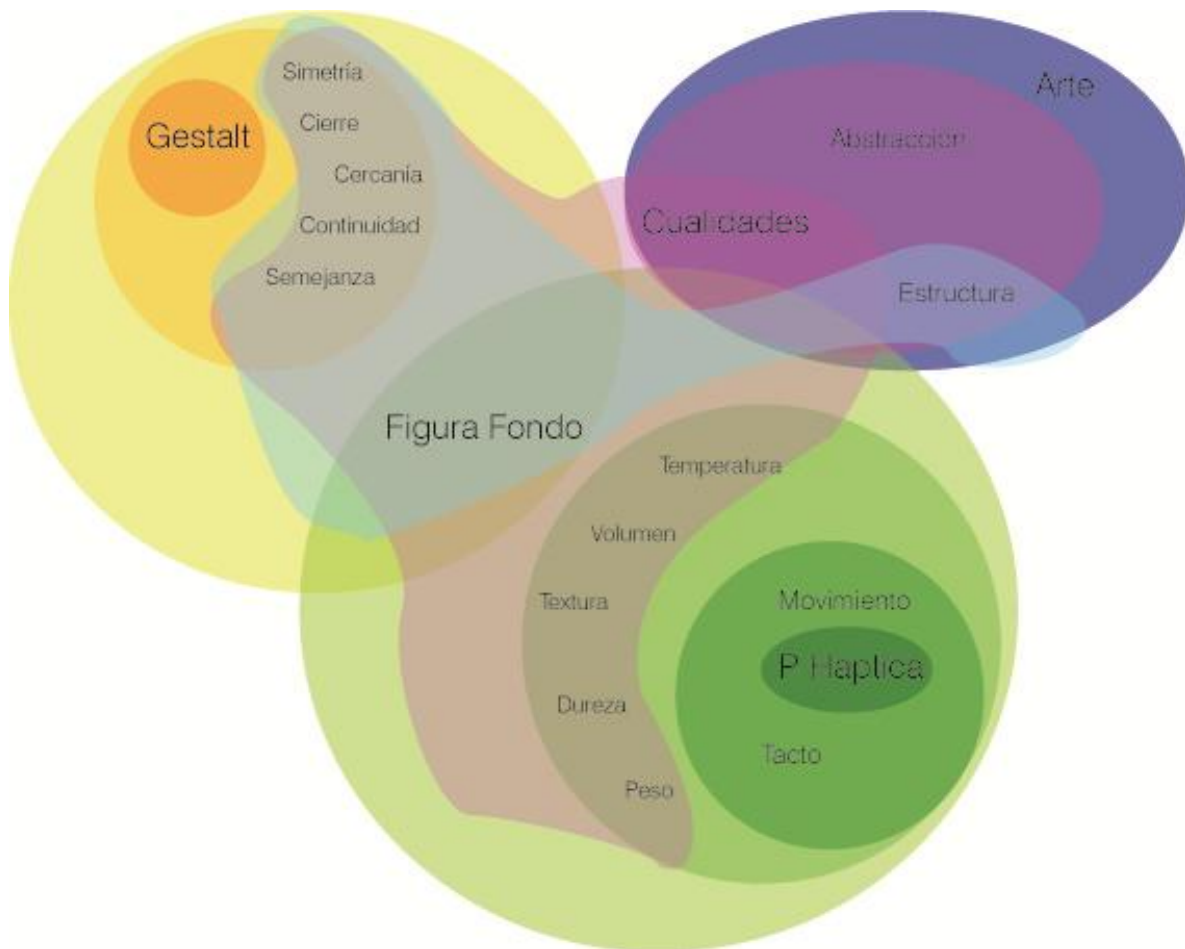 Simetría
Arte
Gestalt
Cierre
Abstraccion
Cercanía
Continuidad
Cualidades
Semejanza
Estructura
Figura Fondo
Temperatura
Volumen
Textura
Movimiento
P Haptica
Dureza
Tacto
Peso